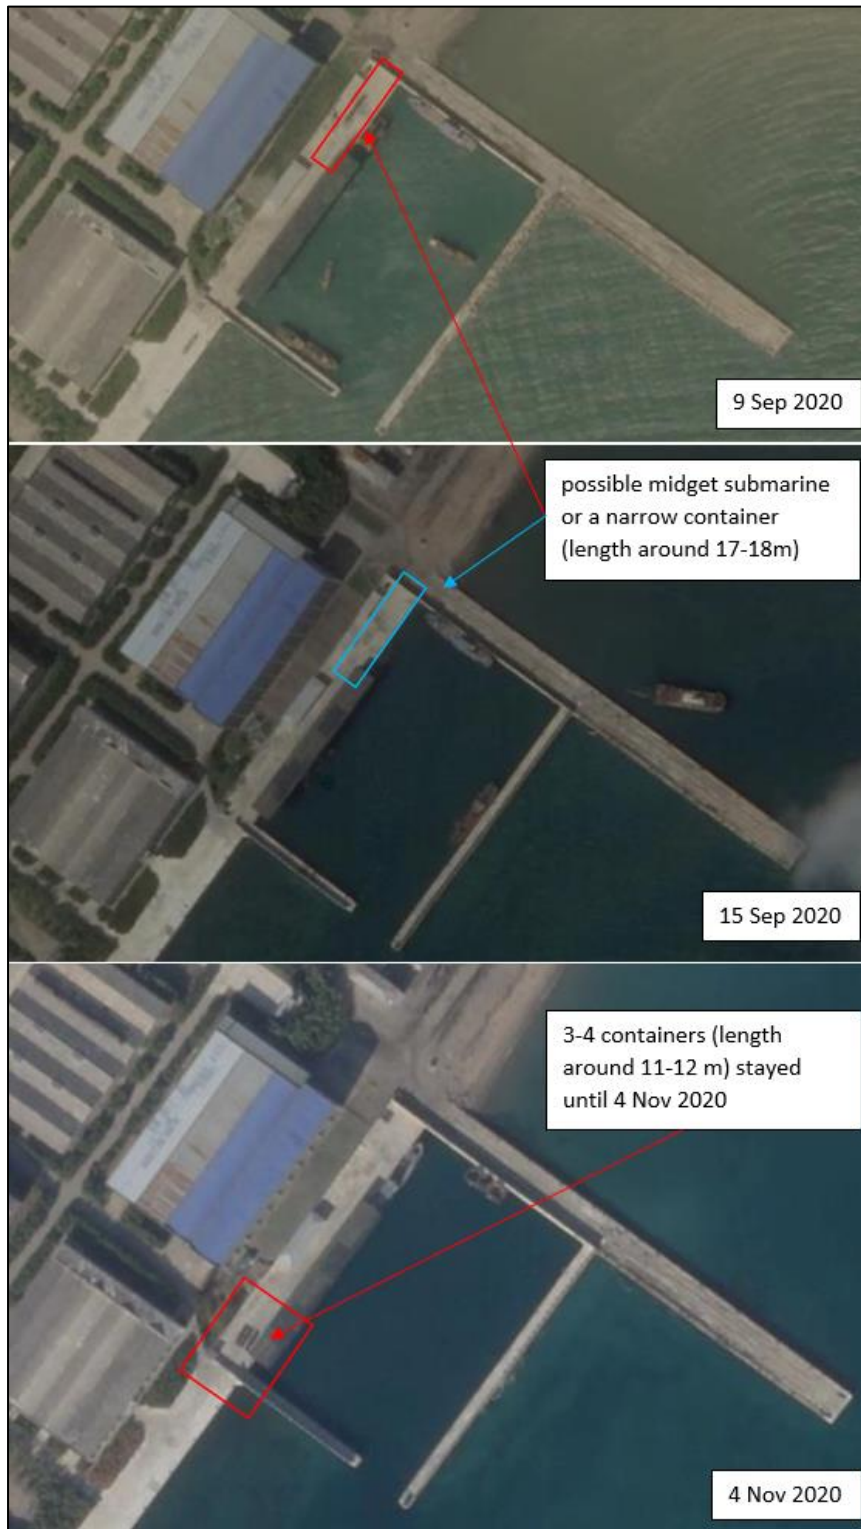 9 Sep 2020
possible midget submarine
or a narrow container
(length around 17-18m)
15 Sep 2020
3-4 containers (length
around 11-12 m) stayed
until 4 Nov 2020
4 Nov 2020